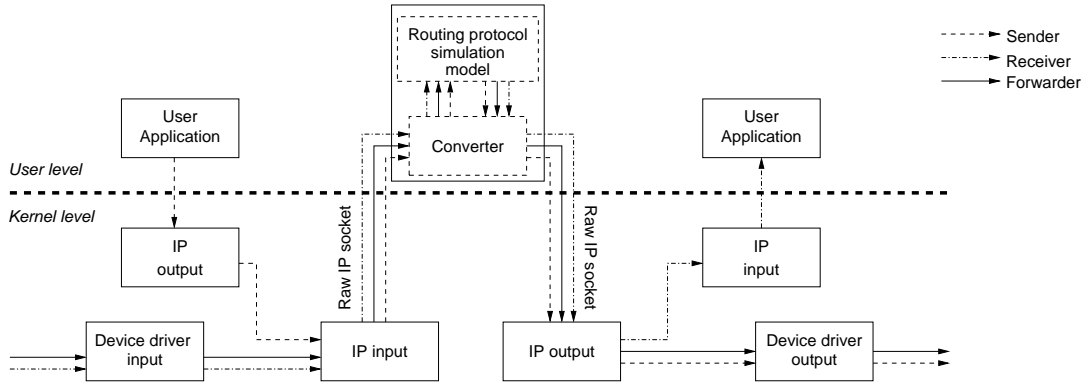 Routing protocol
simulation
model
Sender
Receiver
Forwarder
User
Application
Converter
User
Application
User level
Kernel level
Raw IP socket
Raw IP socket
IP
output
IP
input
Device driver
input
IP input
IP output
Device driver
output